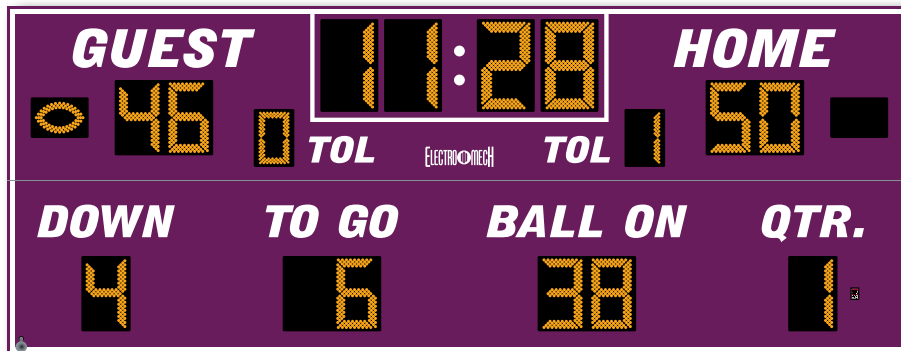 GUEST 11:28 HOME
46 50
0 TOL ELECTRO MECH TOL 1
DOWN TO GO BALL ON QTR.
4 6 38 1